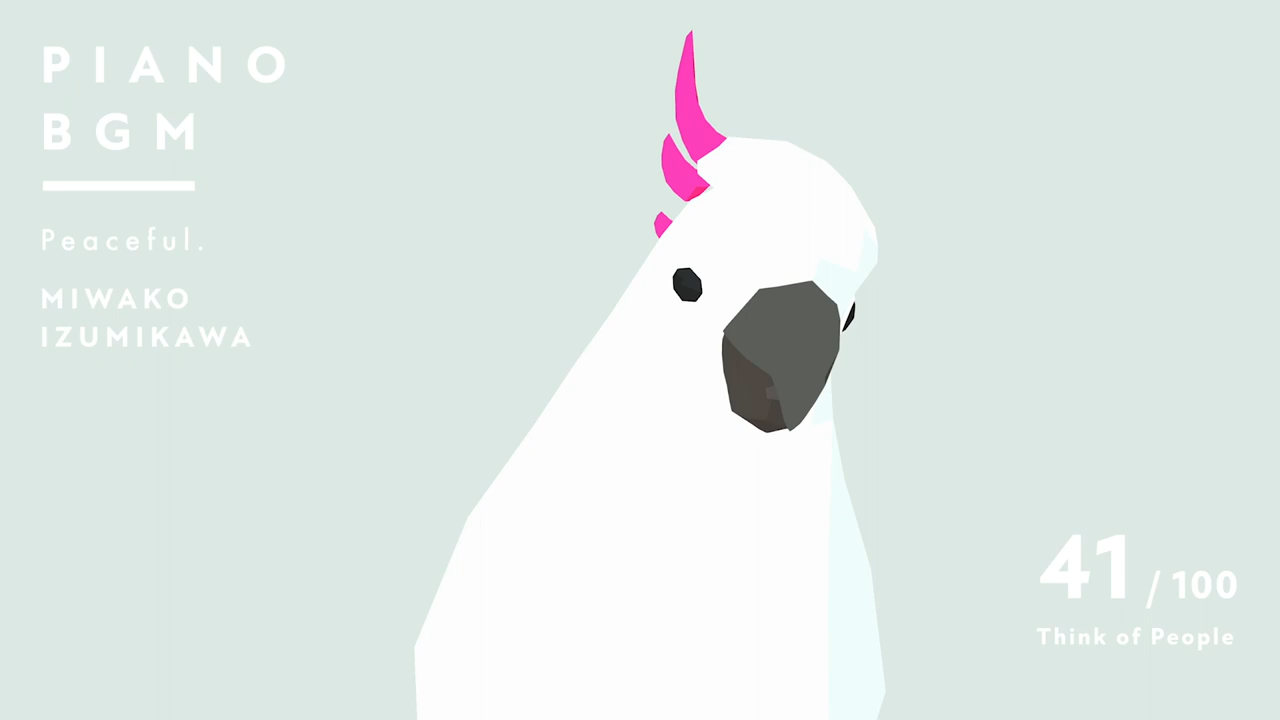 PIANO
BGM
Peaceful.
MIWAKO
IZUMIKAWA
41 / 100
Think of People